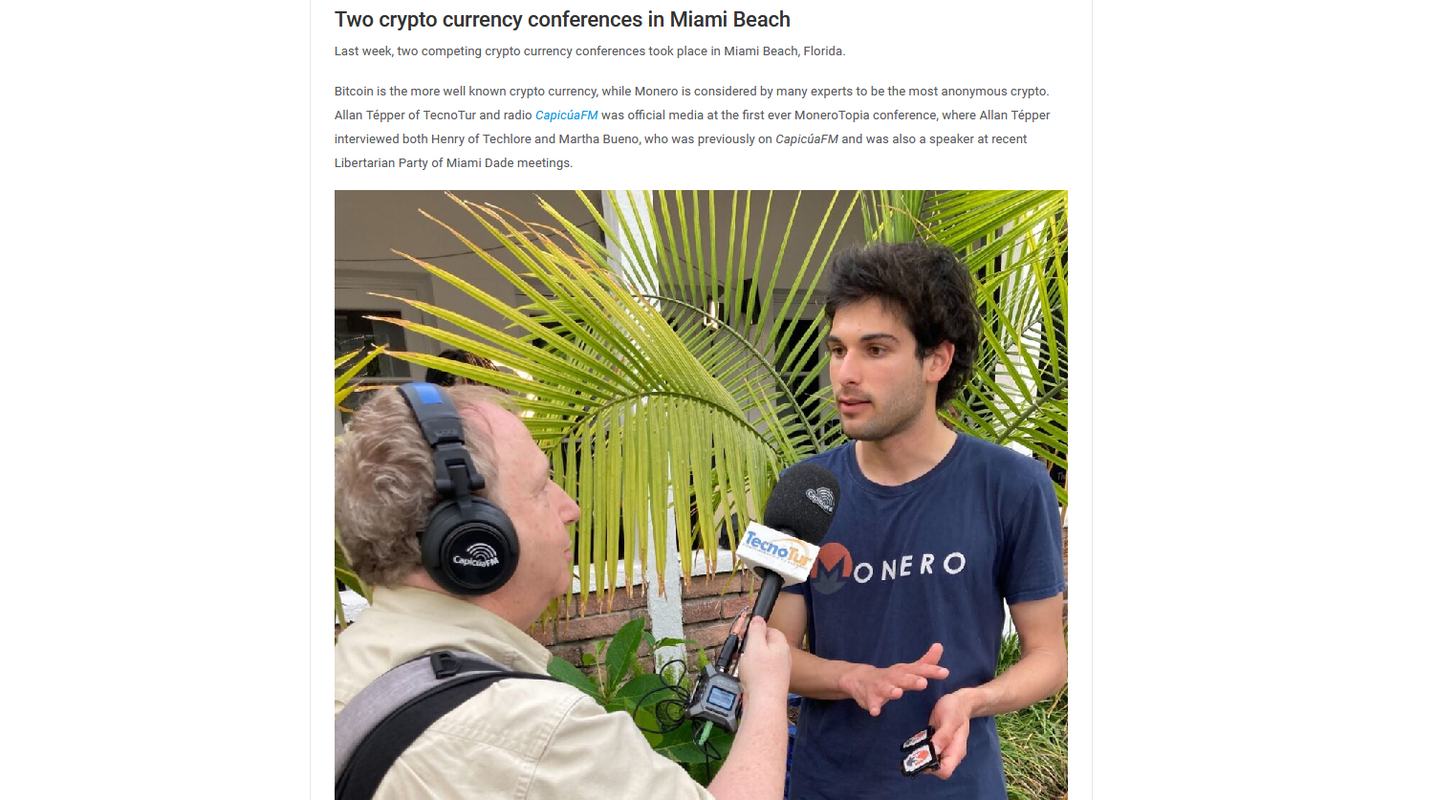 Two crypto currency conferences in Miami Beach
Last week, two competing crypto currency conferences took place in Miami Beach, Florida.
Bitcoin is the more well known crypto currency, while Monero is considered by many experts to be the most anonymous crypto.
Allan Tépper of TecnoTur and radio CapicúaFM was official media at the first ever MoneroTopia conference, where Allan Tépper
interviewed both Henry of Techlore and Martha Bueno, who was previously on CapicúaFM and was also a speaker at recent
Libertarian Party of Miami Dade meetings.
CapicúaFM
TecnoTur
MONERO